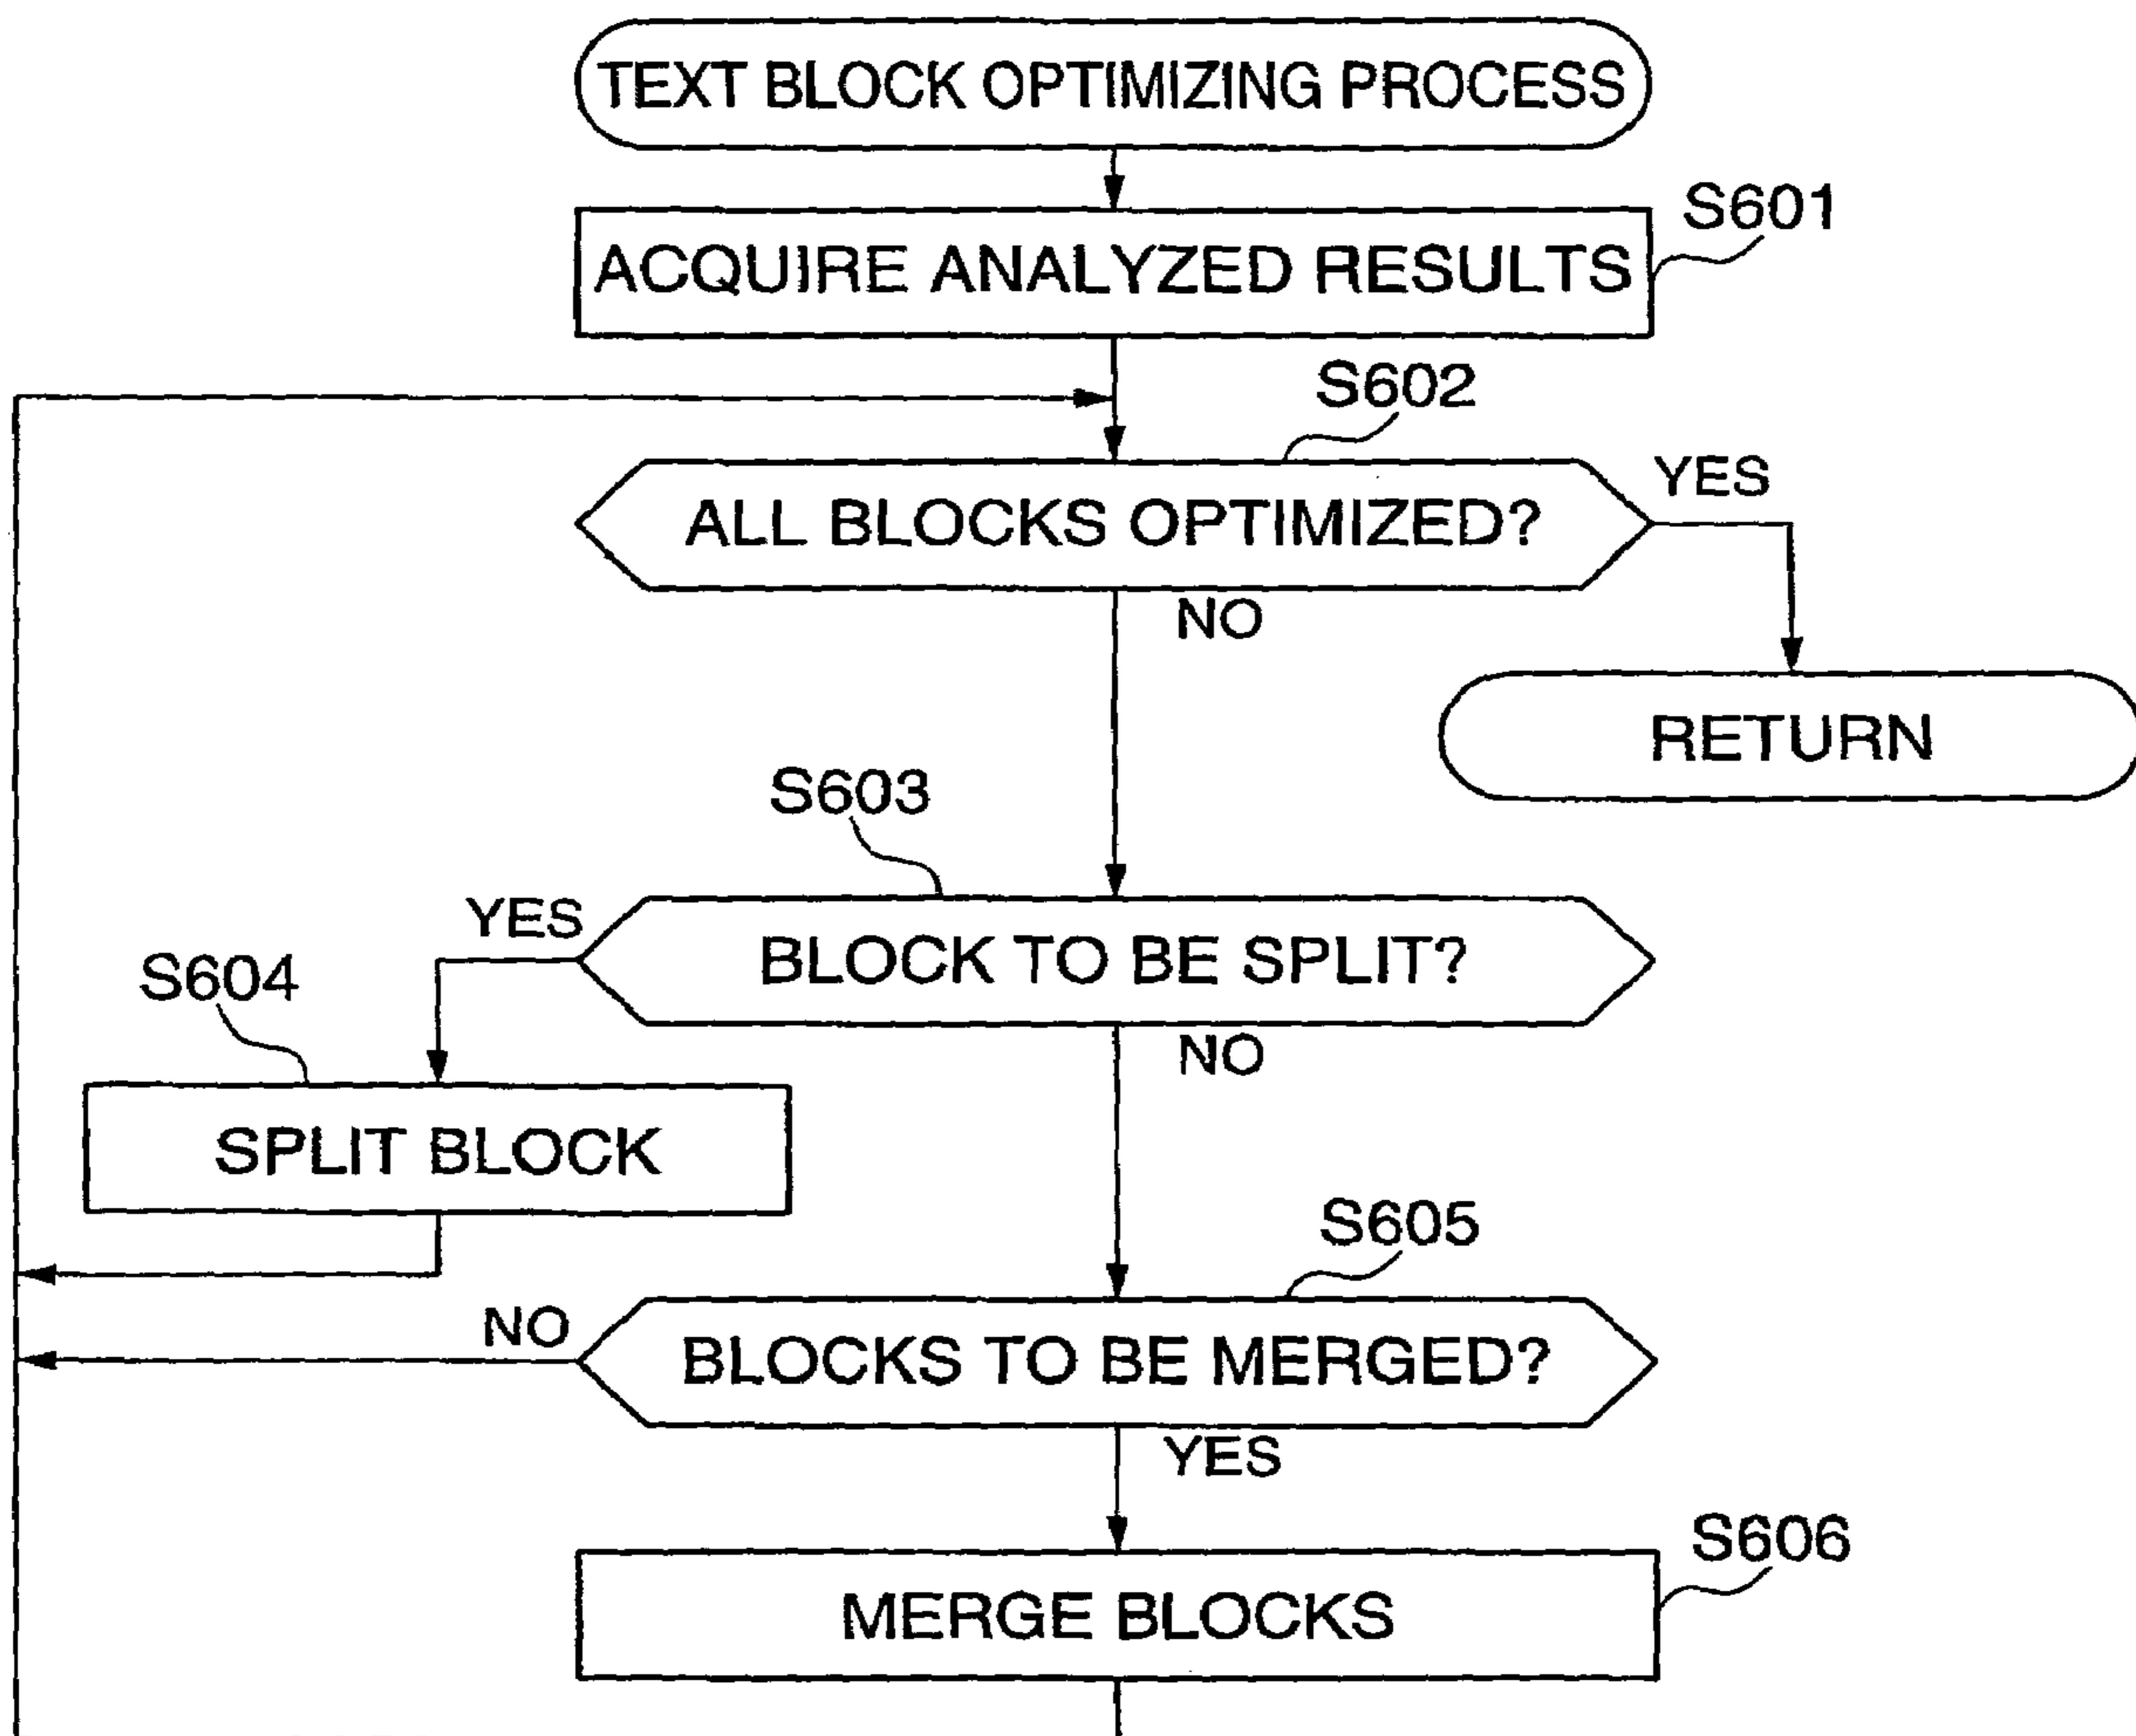 TEXT BLOCK OPTIMIZING PROCESS
S601
ACQUIRE ANALYZED RESULTS
S602
ALL BLOCKS OPTIMIZED?
YES
NO
RETURN
S603
YES
BLOCK TO BE SPLIT?
S604
NO
SPLIT BLOCK
S605
NO
BLOCKS TO BE MERGED?
YES
S606
MERGE BLOCKS